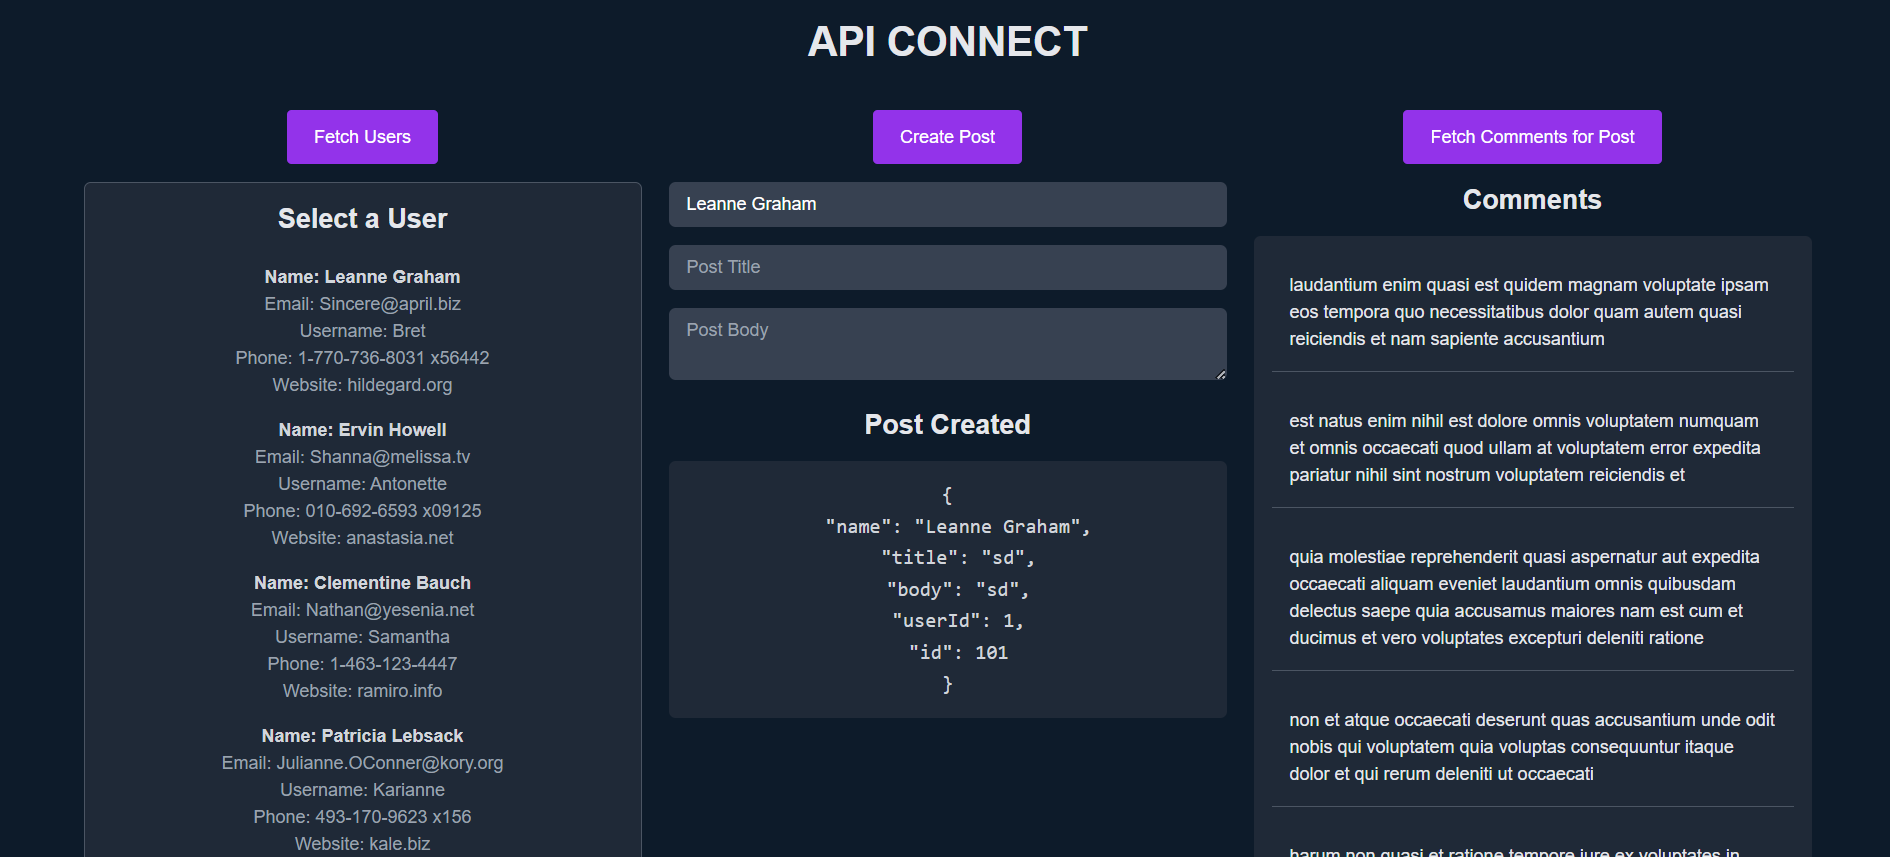 API CONNECT
Fetch Users
Select a User
Name: Leanne Graham
Email: Sincere@april.biz
Username: Bret
Phone: 1-770-736-8031 x56442
Website: hildegard.org
Name: Ervin Howell
Email: Shanna@melissa.tv
Username: Antonette
Phone: 010-692-6593 x09125
Website: anastasia.net
Name: Clementine Bauch
Email: Nathan@yesenia.net
Username: Samantha
Phone: 1-463-123-4447
Website: ramiro.info
Name: Patricia Lebsack
Email: Julianne.OConner@kory.org
Username: Karianne
Phone: 493-170-9623 x156
Website: kale.biz
Create Post
Leanne Graham
Post Title
Post Body
Post Created
{
"name": "Leanne Graham",
"title": "sd",
"body": "sd",
"userId": 1,
"id": 101
}
Fetch Comments for Post
Comments
laudantium enim quasi est quidem magnam voluptate ipsam
eos tempora quo necessitatibus dolor quam autem quasi
reiciendis et nam sapiente accusantium
est natus enim nihil est dolore omnis voluptatem numquam
et omnis occaecati quod ullam at voluptatem error expedita
pariatur nihil sint nostrum voluptatem reiciendis et
quia molestiae reprehenderit quasi aspernatur aut expedita
occaecati aliquam eveniet laudantium omnis quibusdam
delectus saepe quia accusamus maiores nam est cum et
ducimus et vero voluptates excepturi deleniti ratione
non et atque occaecati deserunt quas accusantium unde odit
nobis qui voluptatem quia voluptas consequuntur itaque
dolor et qui rerum deleniti ut occaecati
harum non quasi et ratione tempore iure ex voluptates in